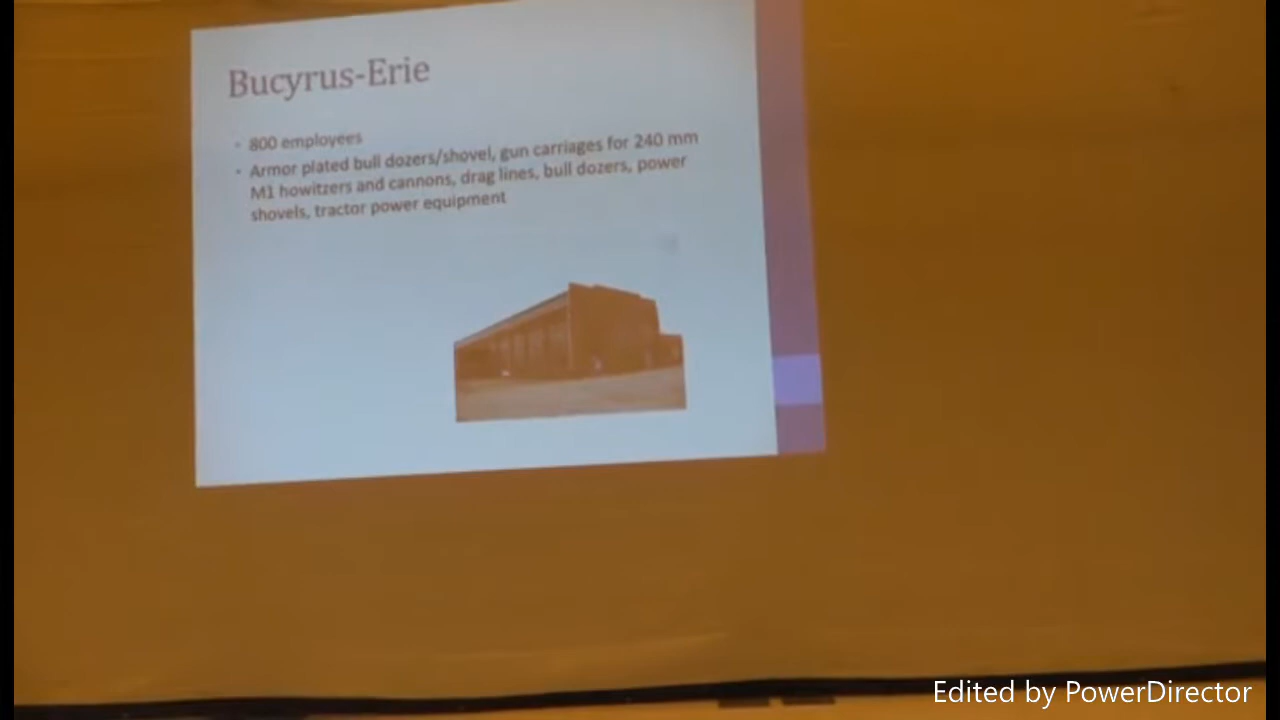 Bucyrus-Erie
800 employees
Armor plated bull dozers/shovel, gun carriages for 240 mm
M1 howitzers and cannons, drag lines, bull dozers, power
shovels, tractor power equipment
Edited by PowerDirector